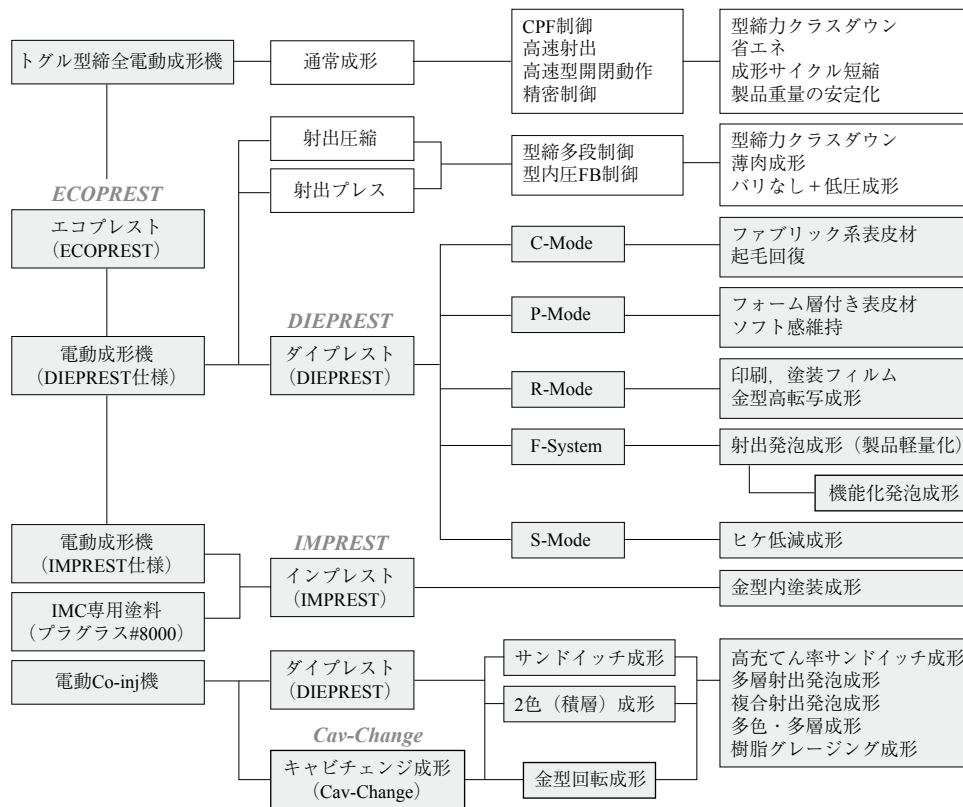 トグル型締全電動成形機
通常成形
CPF制御
高速射出
高速型開閉動作
精密制御
型締力クラスダウン
省エネ
成形サイクル短縮
製品重量の安定化
射出圧縮
射出プレス
型締多段制御
型内圧FB制御
型締力クラスダウン
薄肉成形
バリなし＋低圧成形
ECOPREST
エコプレスト
（ECOPREST）
C-Mode
ファブリック系表皮材
起毛回復
P-Mode
フォーム層付き表皮材
ソフト感維持
DIEPREST
電動成形機
（DIEPREST仕様）
ダイプレスト
（DIEPREST）
R-Mode
印刷，塗装フィルム
金型高転写成形
F-System
射出発泡成形（製品軽量化）
機能化発泡成形
S-Mode
ヒケ低減成形
電動成形機
（IMPREST仕様）
IMC専用塗料
（プラグラス#8000）
IMPREST
インプレスト
（IMPREST）
金型内塗装成形
電動Co-inj機
ダイプレスト
（DIEPREST）
Cav-Change
キャビチェンジ成形
（Cav-Change）
サンドイッチ成形
2色（積層）成形
金型回転成形
高充てん率サンドイッチ成形
多層射出発泡成形
複合射出発泡成形
多色・多層成形
樹脂グレージング成形